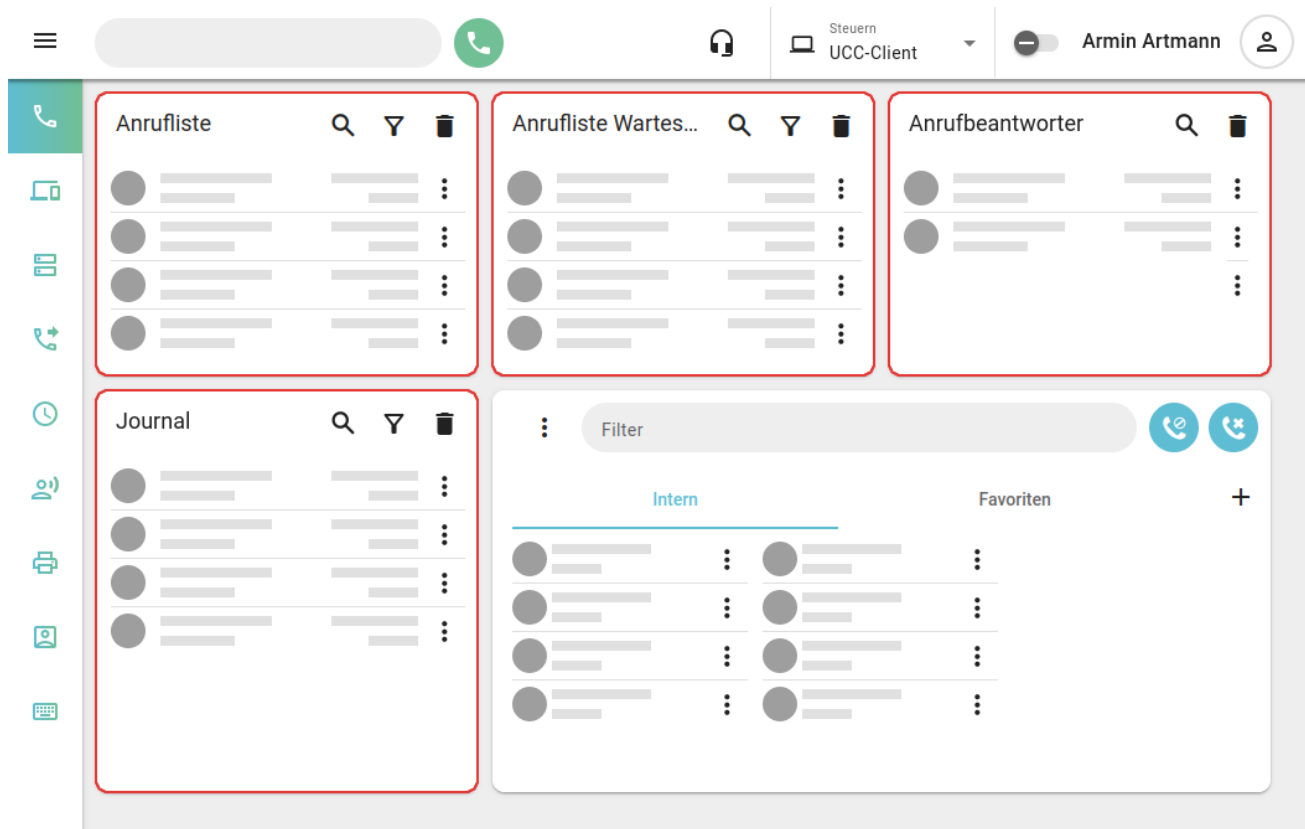 Steuern
UCC-Client
Armin Artmann
Anrufliste
Anrufliste Wartes...
Anrufbeantworter
Journal
Filter
Intern
Favoriten